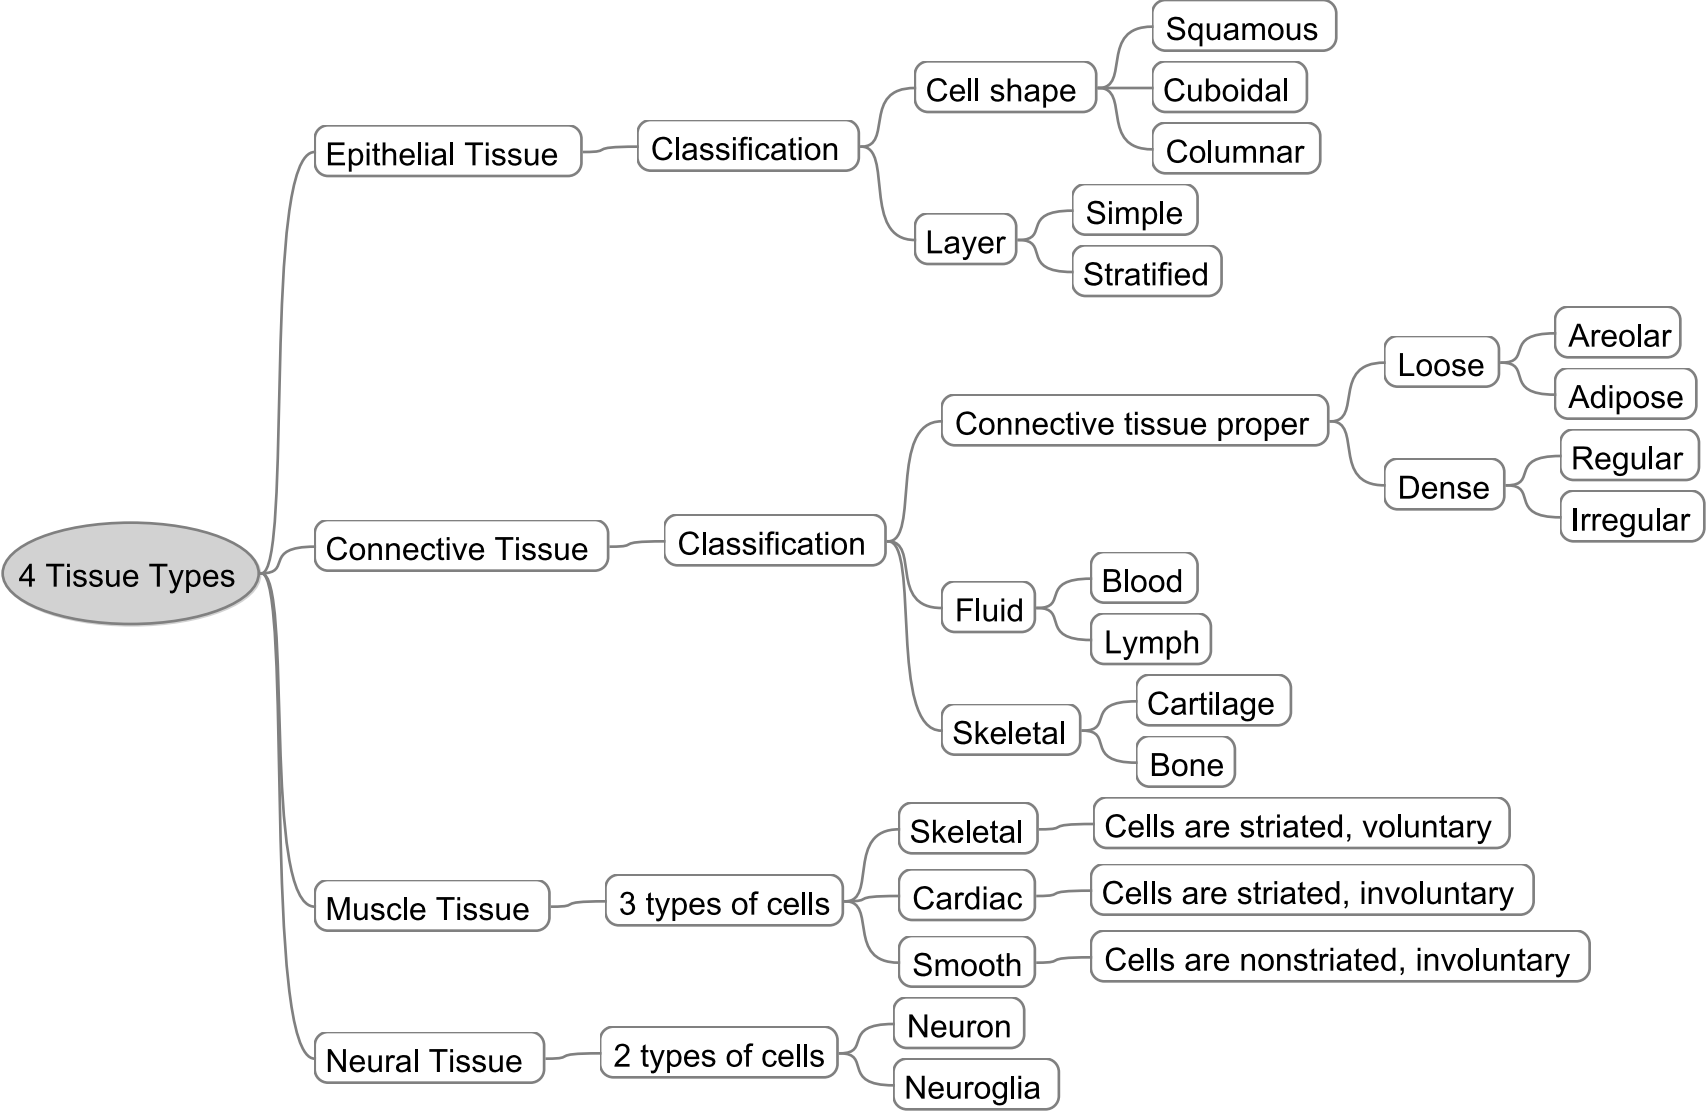 4 Tissue Types
Epithelial Tissue
Classification
Cell shape
Squamous
Cuboidal
Columnar
Layer
Simple
Stratified
Connective Tissue
Classification
Connective tissue proper
Loose
Areolar
Adipose
Dense
Regular
Irregular
Fluid
Blood
Lymph
Skeletal
Cartilage
Bone
Muscle Tissue
3 types of cells
Skeletal
Cells are striated, voluntary
Cardiac
Cells are striated, involuntary
Smooth
Cells are nonstriated, involuntary
Neural Tissue
2 types of cells
Neuron
Neuroglia